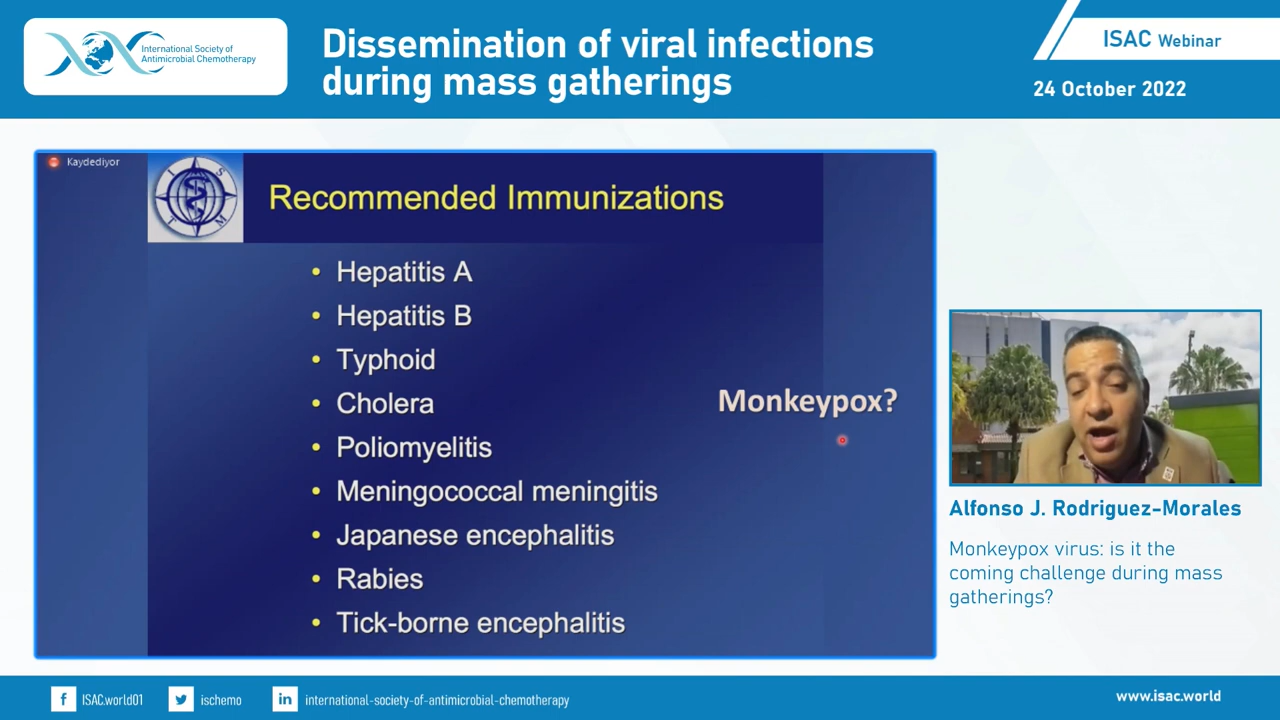 International Society of
Antimicrobial Chemotherapy
Dissemination of viral infections
during mass gatherings
ISAC Webinar
24 October 2022
Kaydediyor
I S T M
Recommended Immunizations
• Hepatitis A
• Hepatitis B
• Typhoid
• Cholera
• Poliomyelitis
• Meningococcal meningitis
• Japanese encephalitis
• Rabies
• Tick-borne encephalitis
Monkeypox?
Alfonso J. Rodriguez-Morales
Monkeypox virus: is it the
coming challenge during mass
gatherings?
f ISAC.world01
ischemo
in international-society-of-antimicrobial-chemotherapy
www.isac.world